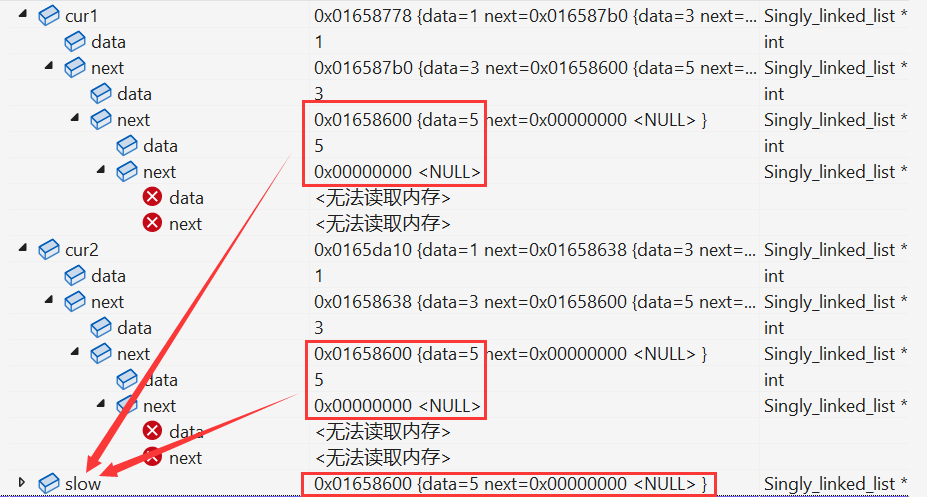 cur1 0x01658778 {data=1 next=0x016587b0 {data=3 next=... Singly_linked_list *
data 1 int
next 0x016587b0 {data=3 next=0x01658600 {data=5 next=... Singly_linked_list *
data 3 int
next 0x01658600 {data=5 next=0x00000000 <NULL> } Singly_linked_list *
data 5 int
next 0x00000000 <NULL> Singly_linked_list *
data <无法读取内存>
next <无法读取内存>
cur2 0x0165da10 {data=1 next=0x01658638 {data=3 next=... Singly_linked_list *
data 1 int
next 0x01658638 {data=3 next=0x01658600 {data=5 next=... Singly_linked_list *
data 3 int
next 0x01658600 {data=5 next=0x00000000 <NULL> } Singly_linked_list *
data 5 int
next 0x00000000 <NULL> Singly_linked_list *
data <无法读取内存>
next <无法读取内存>
slow 0x01658600 {data=5 next=0x00000000 <NULL> } Singly_linked_list *